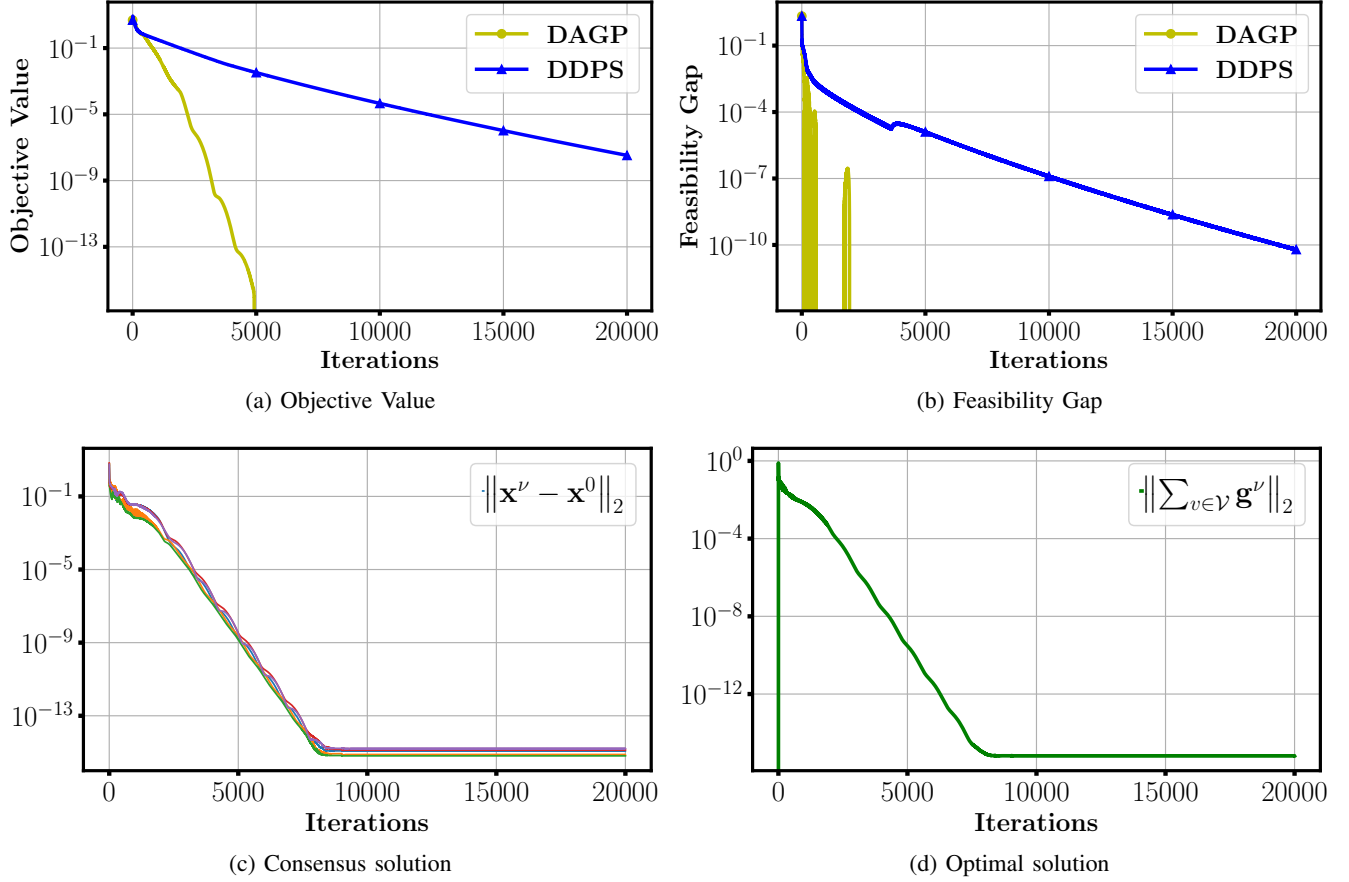 Objective Value
10^{-1}
10^{-5}
10^{-9}
10^{-13}
DAGP
DDPS
0 5000 10000 15000 20000
Iterations
(a) Objective Value
Feasibility Gap
10^{-1}
10^{-4}
10^{-7}
10^{-10}
DAGP
DDPS
0 5000 10000 15000 20000
Iterations
(b) Feasibility Gap
10^{-1}
10^{-5}
10^{-9}
10^{-13}
||x^ν − x^0||_2
0 5000 10000 15000 20000
Iterations
(c) Consensus solution
10^0
10^{-4}
10^{-8}
10^{-12}
||∑_{v∈𝒱} g^ν||_2
0 5000 10000 15000 20000
Iterations
(d) Optimal solution